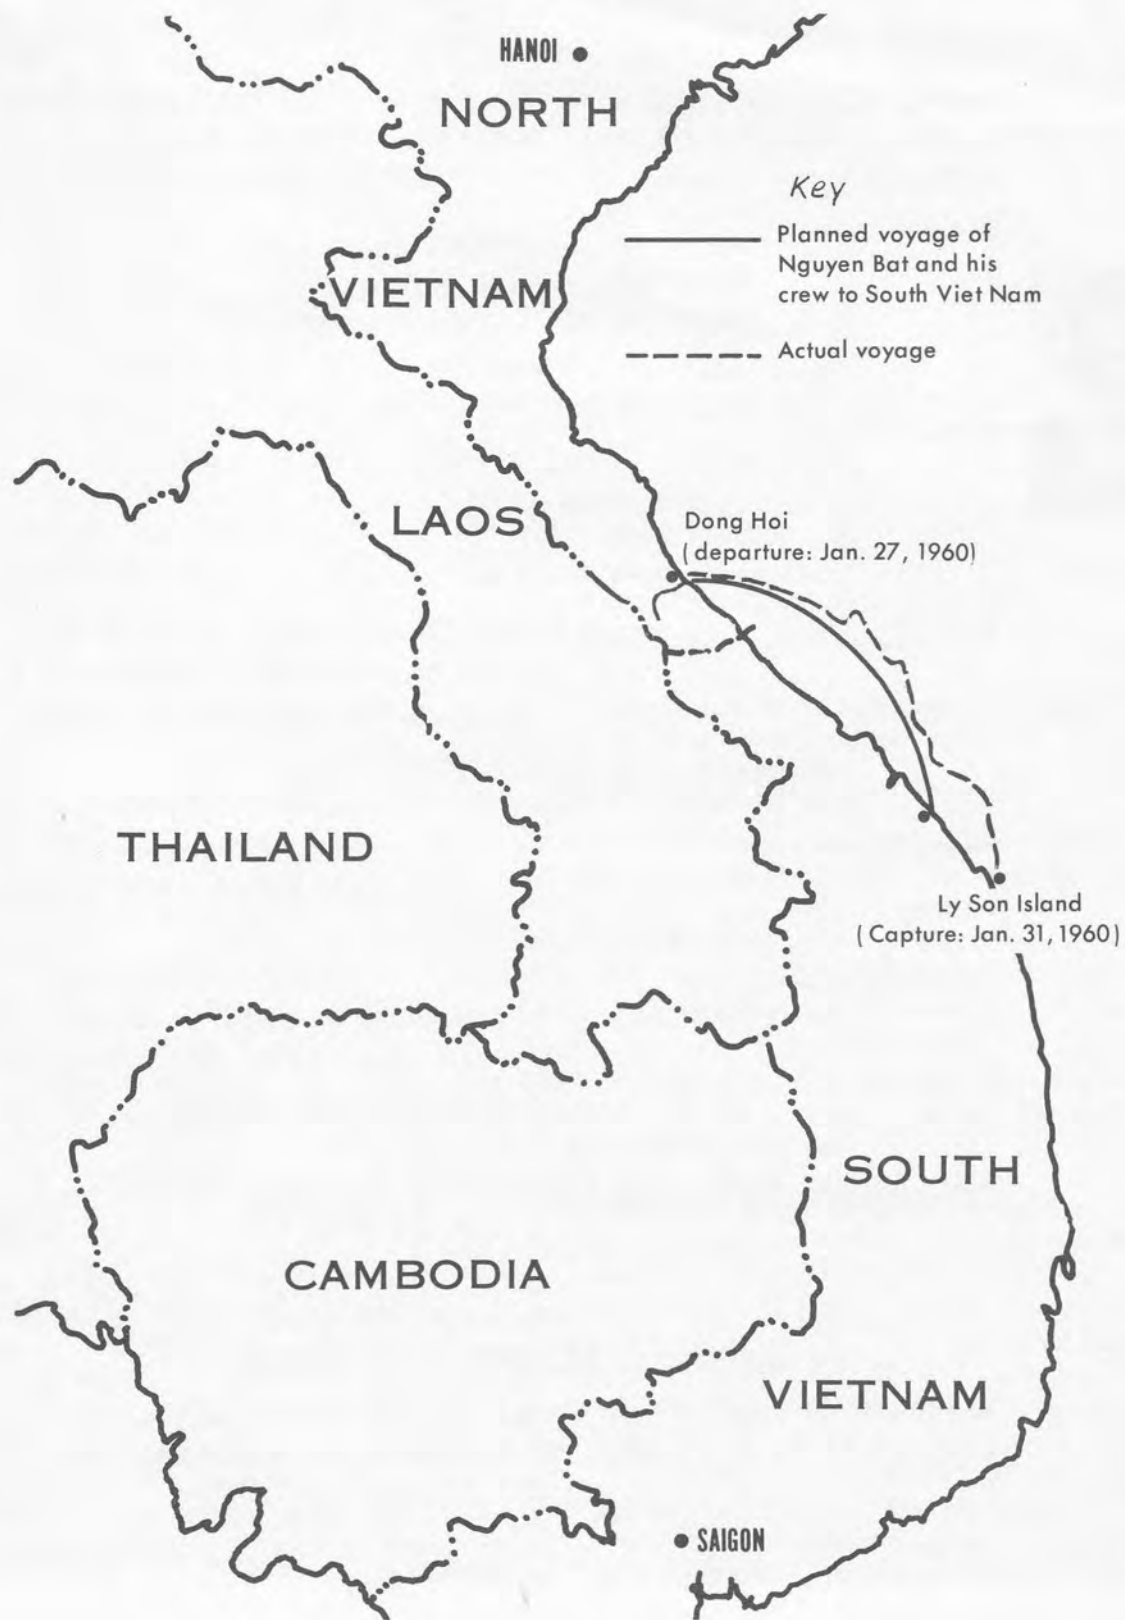 HANOI
NORTH
Key
Planned voyage of
Nguyen Bat and his
crew to South Viet Nam
VIETNAM
Actual voyage
LAOS
Dong Hoi
(departure: Jan. 27, 1960)
THAILAND
Ly Son Island
(Capture: Jan. 31, 1960)
SOUTH
CAMBODIA
VIETNAM
SAIGON